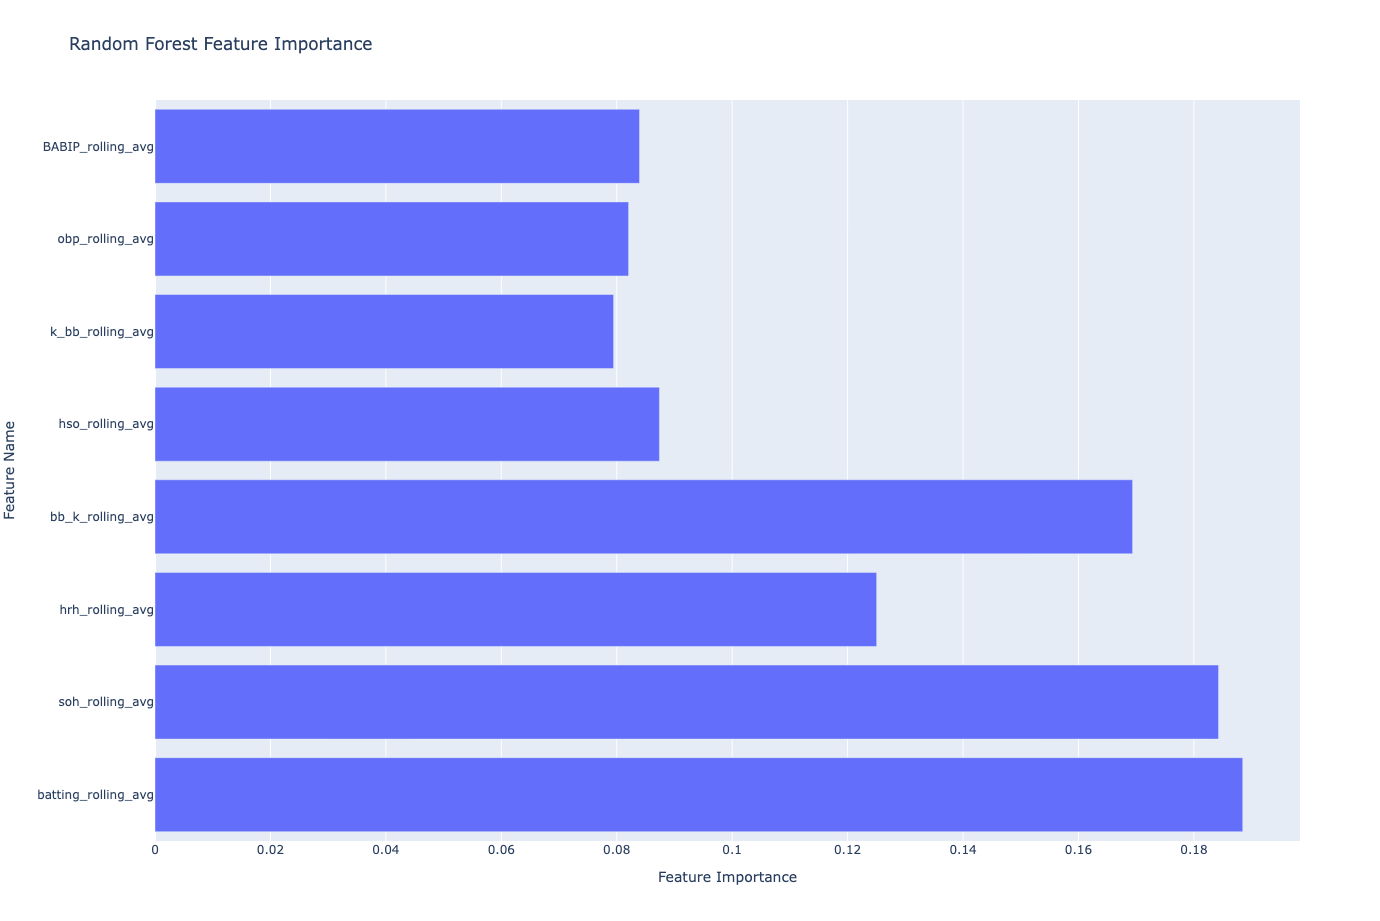 Random Forest Feature Importance
BABIP_rolling_avg
obp_rolling_avg
k_bb_rolling_avg
hso_rolling_avg
bb_k_rolling_avg
hrh_rolling_avg
soh_rolling_avg
batting_rolling_avg
Feature Name
0 0.02 0.04 0.06 0.08 0.1 0.12 0.14 0.16 0.18
Feature Importance